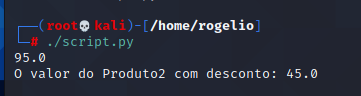 ┌──(root💀kali)-[/home/rogelio]
└─# ./script.py
95.0
O valor do Produto2 com desconto: 45.0